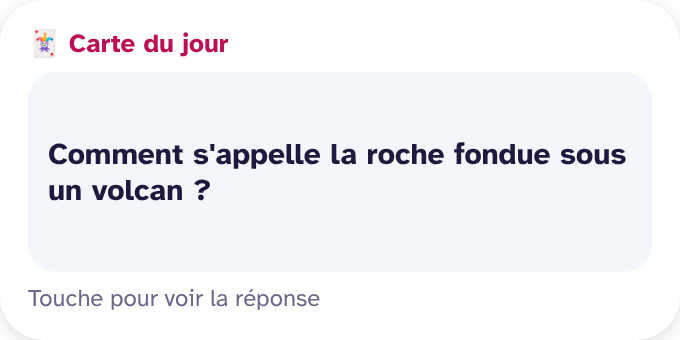 🃏 Carte du jour
Comment s'appelle la roche fondue sous
un volcan ?
Touche pour voir la réponse